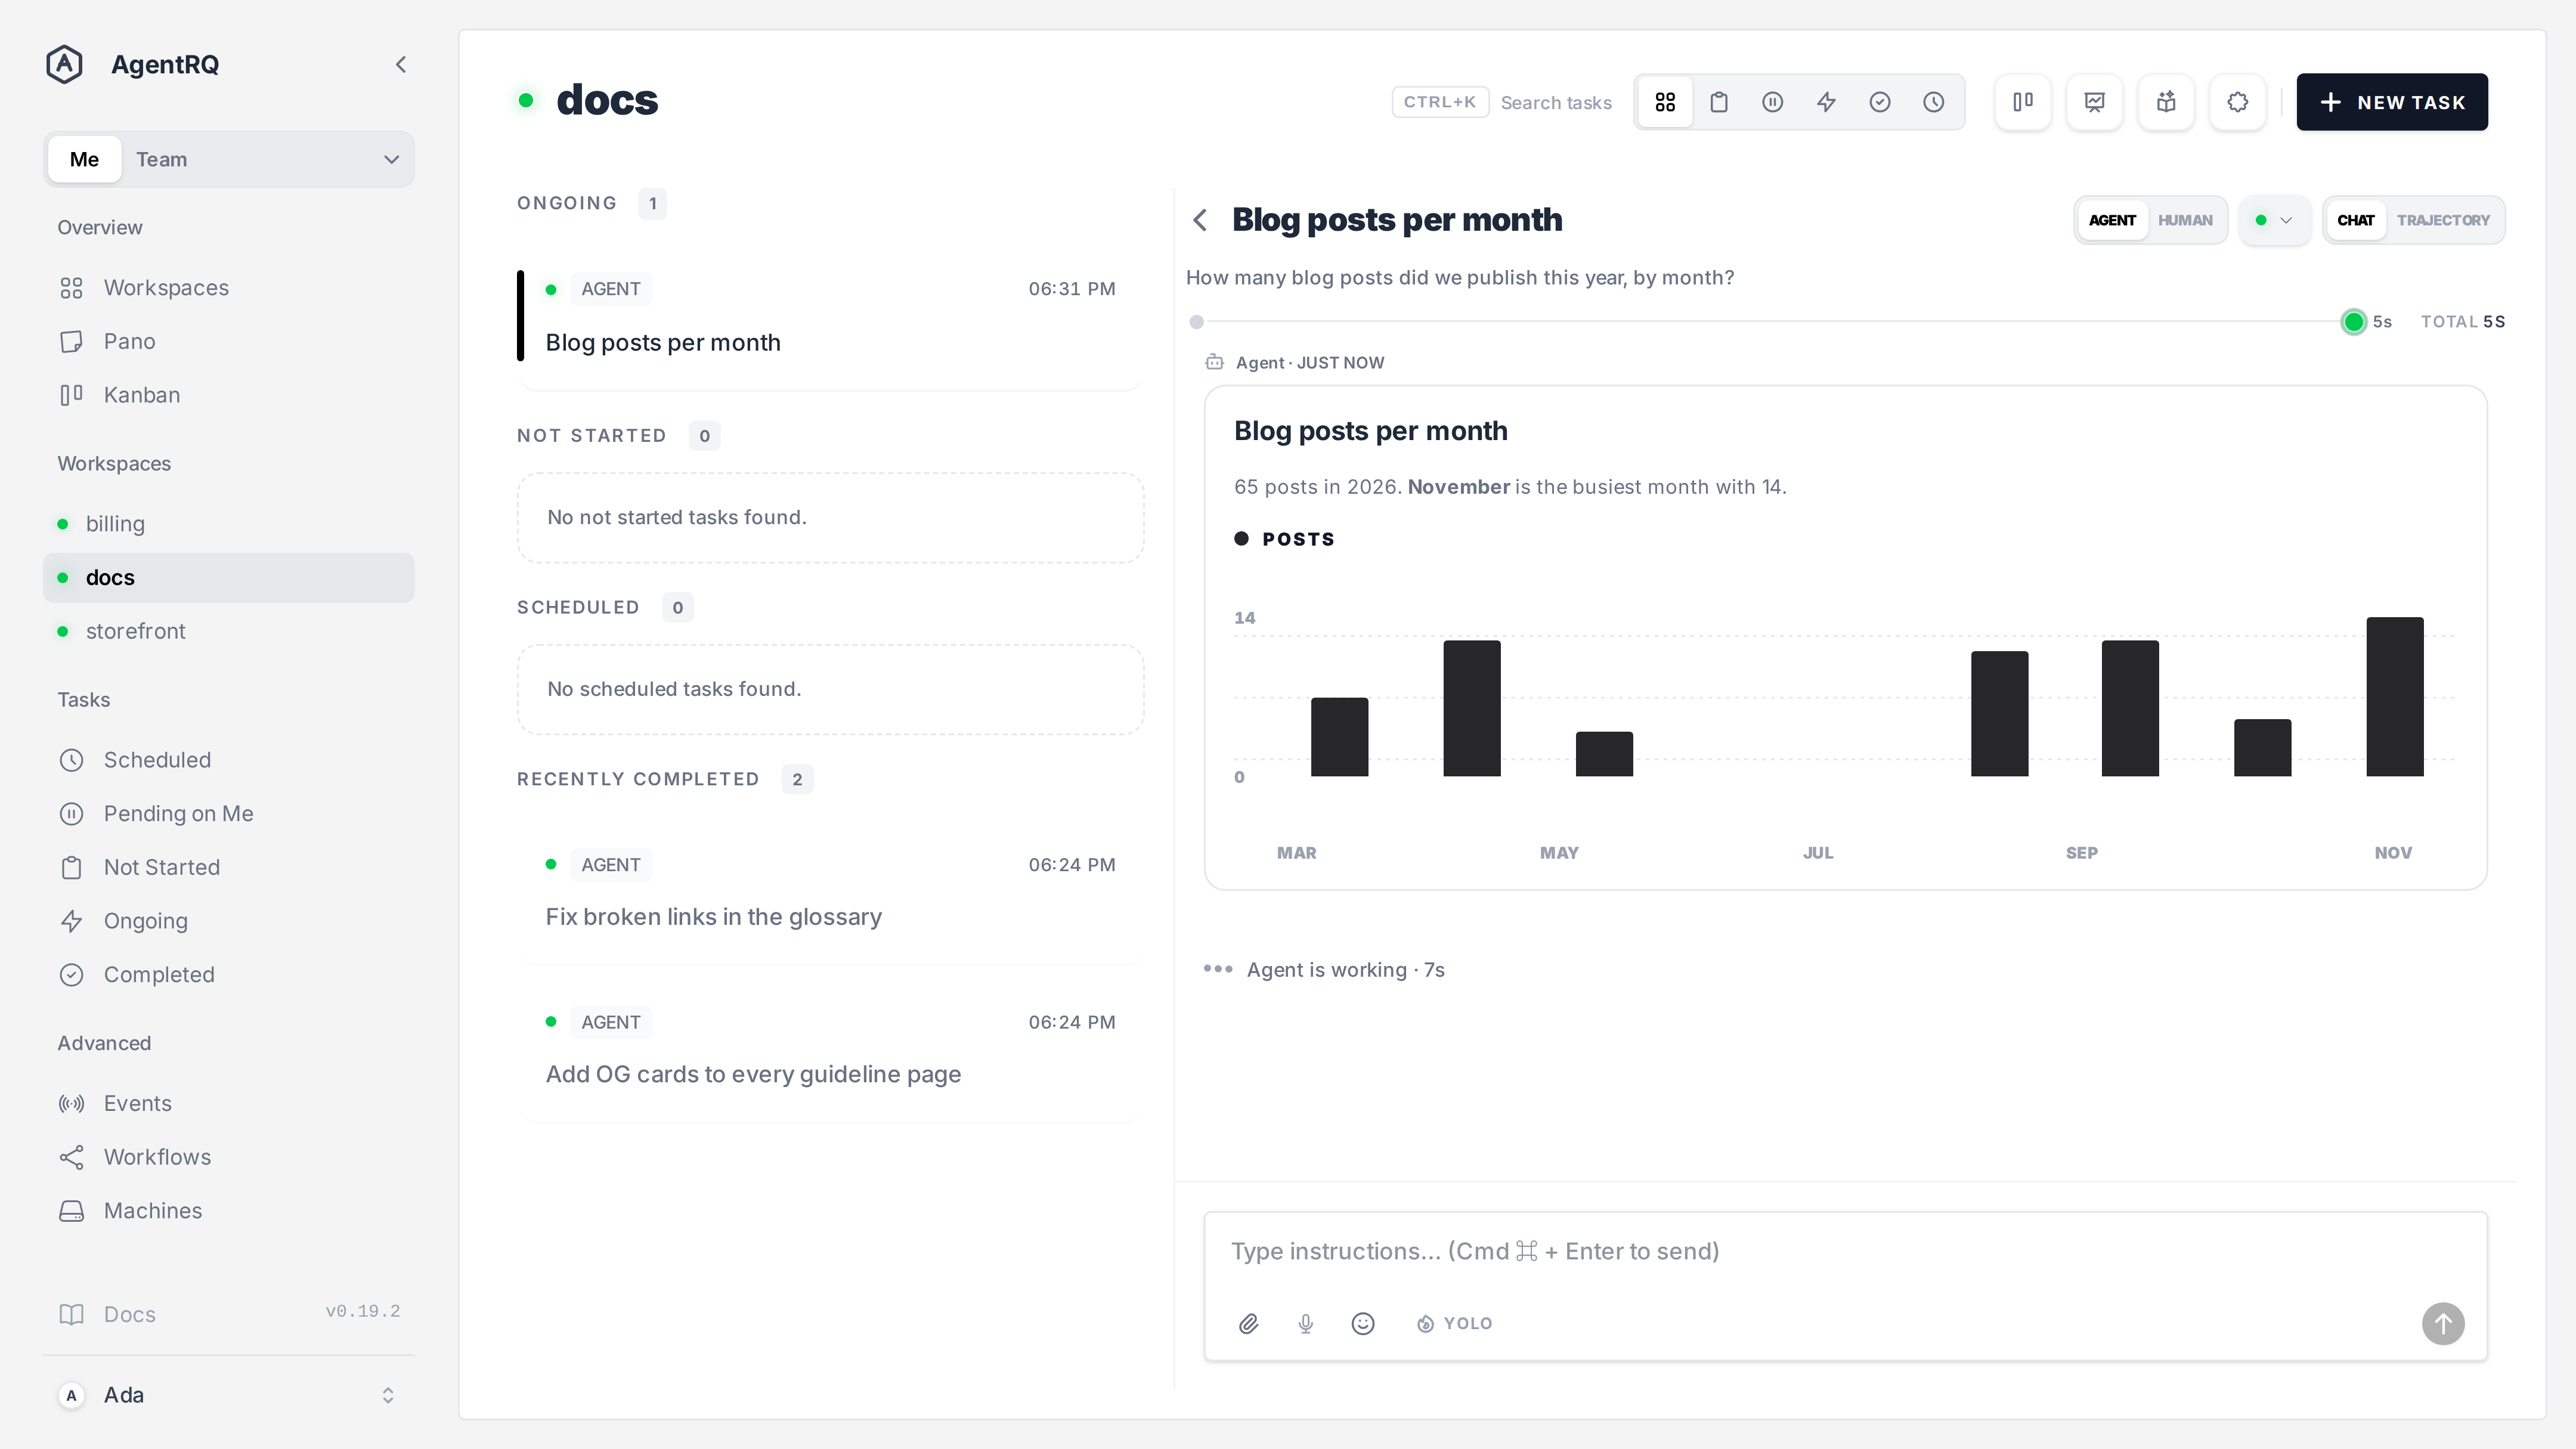 AgentRQ
Me Team
Overview
Workspaces
Pano
Kanban
Workspaces
billing
docs
storefront
Tasks
Scheduled
Pending on Me
Not Started
Ongoing
Completed
Advanced
Events
Workflows
Machines
Docs v0.19.2
A Ada
docs
CTRL+K Search tasks
NEW TASK
ONGOING 1
AGENT 06:31 PM
Blog posts per month
NOT STARTED 0
No not started tasks found.
SCHEDULED 0
No scheduled tasks found.
RECENTLY COMPLETED 2
AGENT 06:24 PM
Fix broken links in the glossary
AGENT 06:24 PM
Add OG cards to every guideline page
Blog posts per month
AGENT HUMAN
CHAT TRAJECTORY
How many blog posts did we publish this year, by month?
5s TOTAL 5S
Agent · JUST NOW
Blog posts per month
65 posts in 2026. November is the busiest month with 14.
POSTS
14
0
MAR MAY JUL SEP NOV
Agent is working · 7s
Type instructions... (Cmd ⌘ + Enter to send)
YOLO